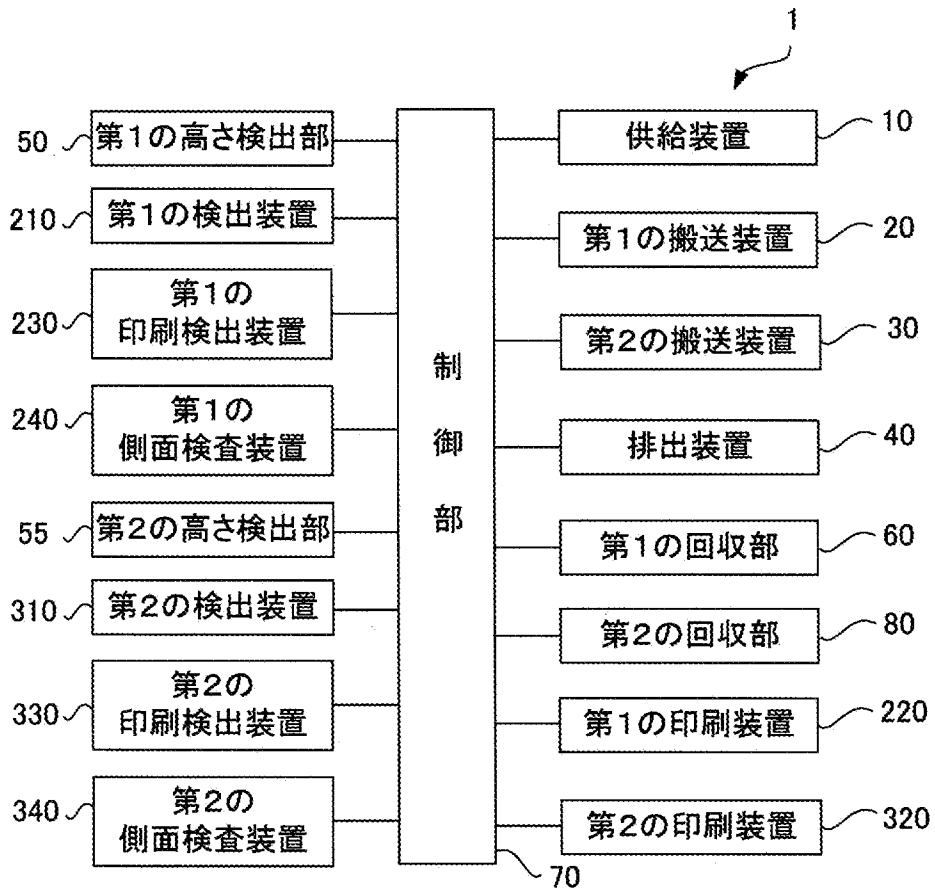 1
50
第1の高さ検出部
210
第1の検出装置
230
第1の
印刷検出装置
240
第1の
側面検査装置
55
第2の高さ検出部
310
第2の検出装置
330
第2の
印刷検出装置
340
第2の
側面検査装置
制
御
部
70
供給装置
10
第1の搬送装置
20
第2の搬送装置
30
排出装置
40
第1の回収部
60
第2の回収部
80
第1の印刷装置
220
第2の印刷装置
320